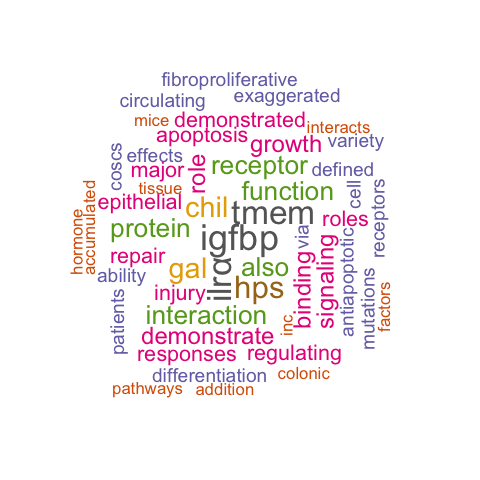 fibroproliferative
circulating
exaggerated
mice
demonstrated
interacts
apoptosis
growth
variety
coscs
effects
major
role
receptor
defined
tissue
function
cell
receptors
epithelial
chil
tmem
roles
hormone
accumulated
protein
igfbp
via
antiapoptotic
repair
gal
also
binding
signaling
ability
ilrα
hps
mutations
factors
injury
patients
interaction
inc
demonstrate
responses
regulating
differentiation
colonic
pathways
addition